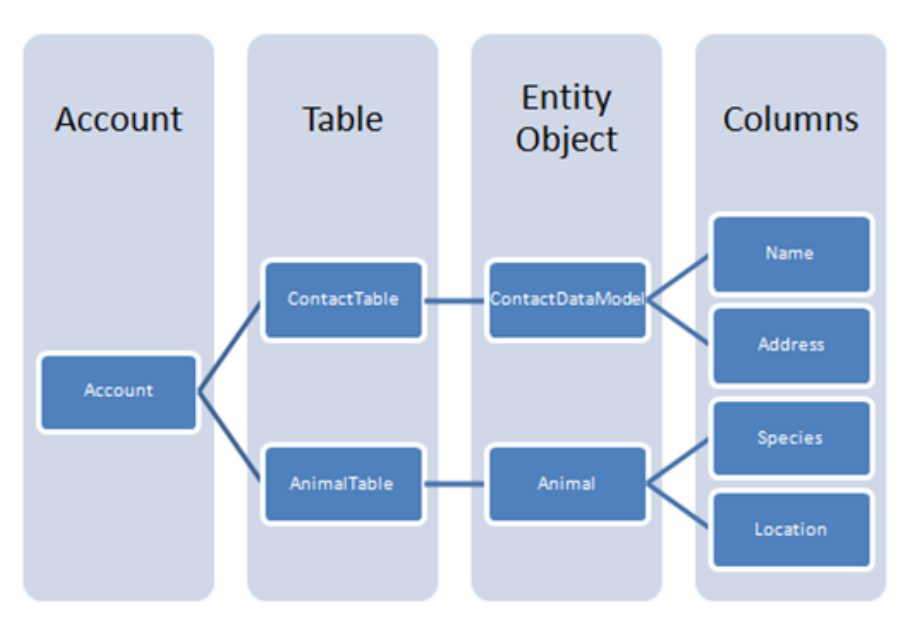 Account
Table
Entity
Object
Columns
Account
ContactTable
AnimalTable
ContactDataModel
Animal
Name
Address
Species
Location